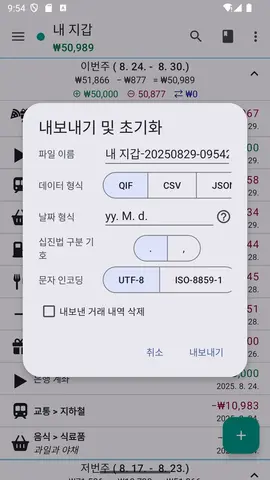 9:54
내 지갑
₩50,989
이번주 ( 8. 24. - 8. 30.)
₩51,866 − ₩877 = ₩50,989
₩50,000 ₩50,877 ₩0
내보내기 및 초기화
파일 이름 내 지갑-20250829-09542
데이터 형식 QIF CSV JSON
날짜 형식 yy. M. d.
십진법 구분 기호 . ,
문자 인코딩 UTF-8 ISO-8859-1
내보낸 거래 내역 삭제
취소 내보내기
은행 계좌
2025. 8. 24.
교통 > 지하철 −₩10,983
음식 > 식료품
과일과 야채
저번주 ( 8. 17. - 8. 23.)